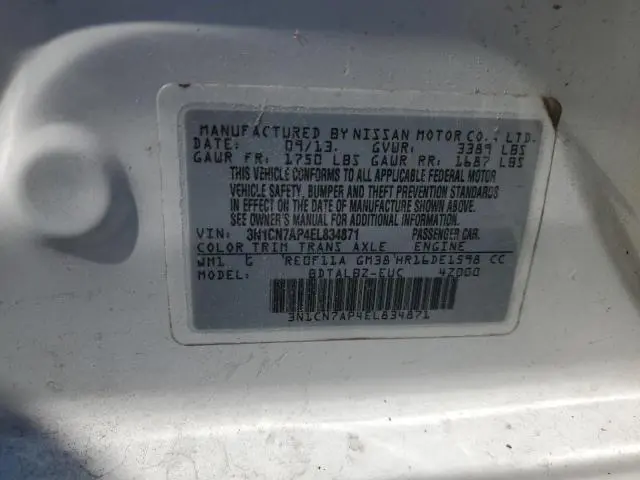 MANUFACTURED BY NISSAN MOTOR CO., LTD.
DATE: 09/13. GVWR: 3389 LBS
GAWR FR: 1750 LBS GAWR RR: 1687 LBS
THIS VEHICLE CONFORMS TO ALL APPLICABLE FEDERAL MOTOR
VEHICLE SAFETY, BUMPER AND THEFT PREVENTION STANDARDS
IN EFFECT ON THE DATE OF MANUFACTURE SHOWN ABOVE.
SEE OWNER'S MANUAL FOR ADDITIONAL INFORMATION.
VIN: 3N1CN7AP4EL834871 PASSENGER CAR.
COLOR TRIM TRANS AXLE ENGINE
WM1 G RE0F11A GM38 HR16DE1598 CC
MODEL: BDTALBZ-EUC 4Z000
3N1CN7AP4EL834871